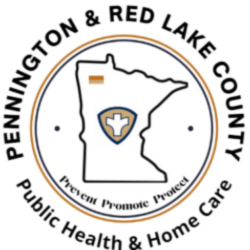 PENNINGTON & RED LAKE COUNTY
Prevent Promote Protect
Public Health & Home Care